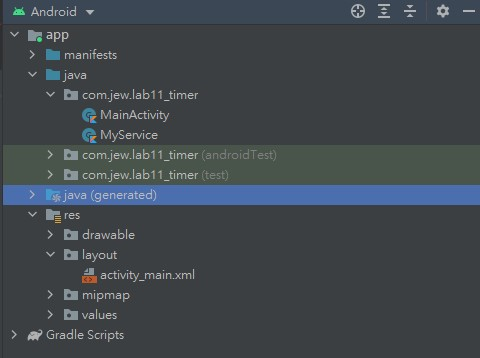 Android
app
manifests
java
com.jew.lab11_timer
MainActivity
MyService
com.jew.lab11_timer (androidTest)
com.jew.lab11_timer (test)
java (generated)
res
drawable
layout
activity_main.xml
mipmap
values
Gradle Scripts